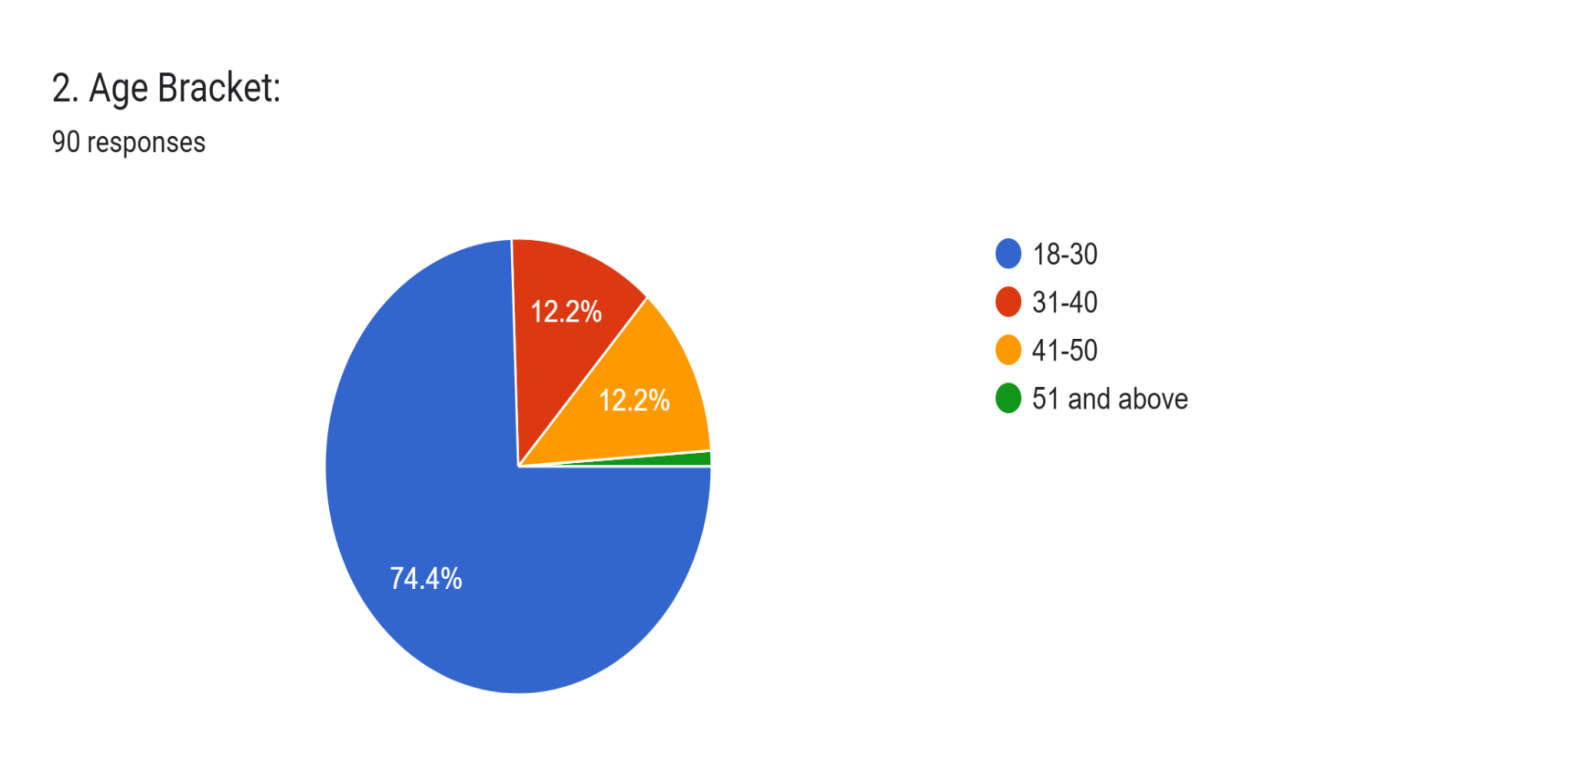 2. Age Bracket:
90 responses
12.2%
12.2%
74.4%
18-30
31-40
41-50
51 and above